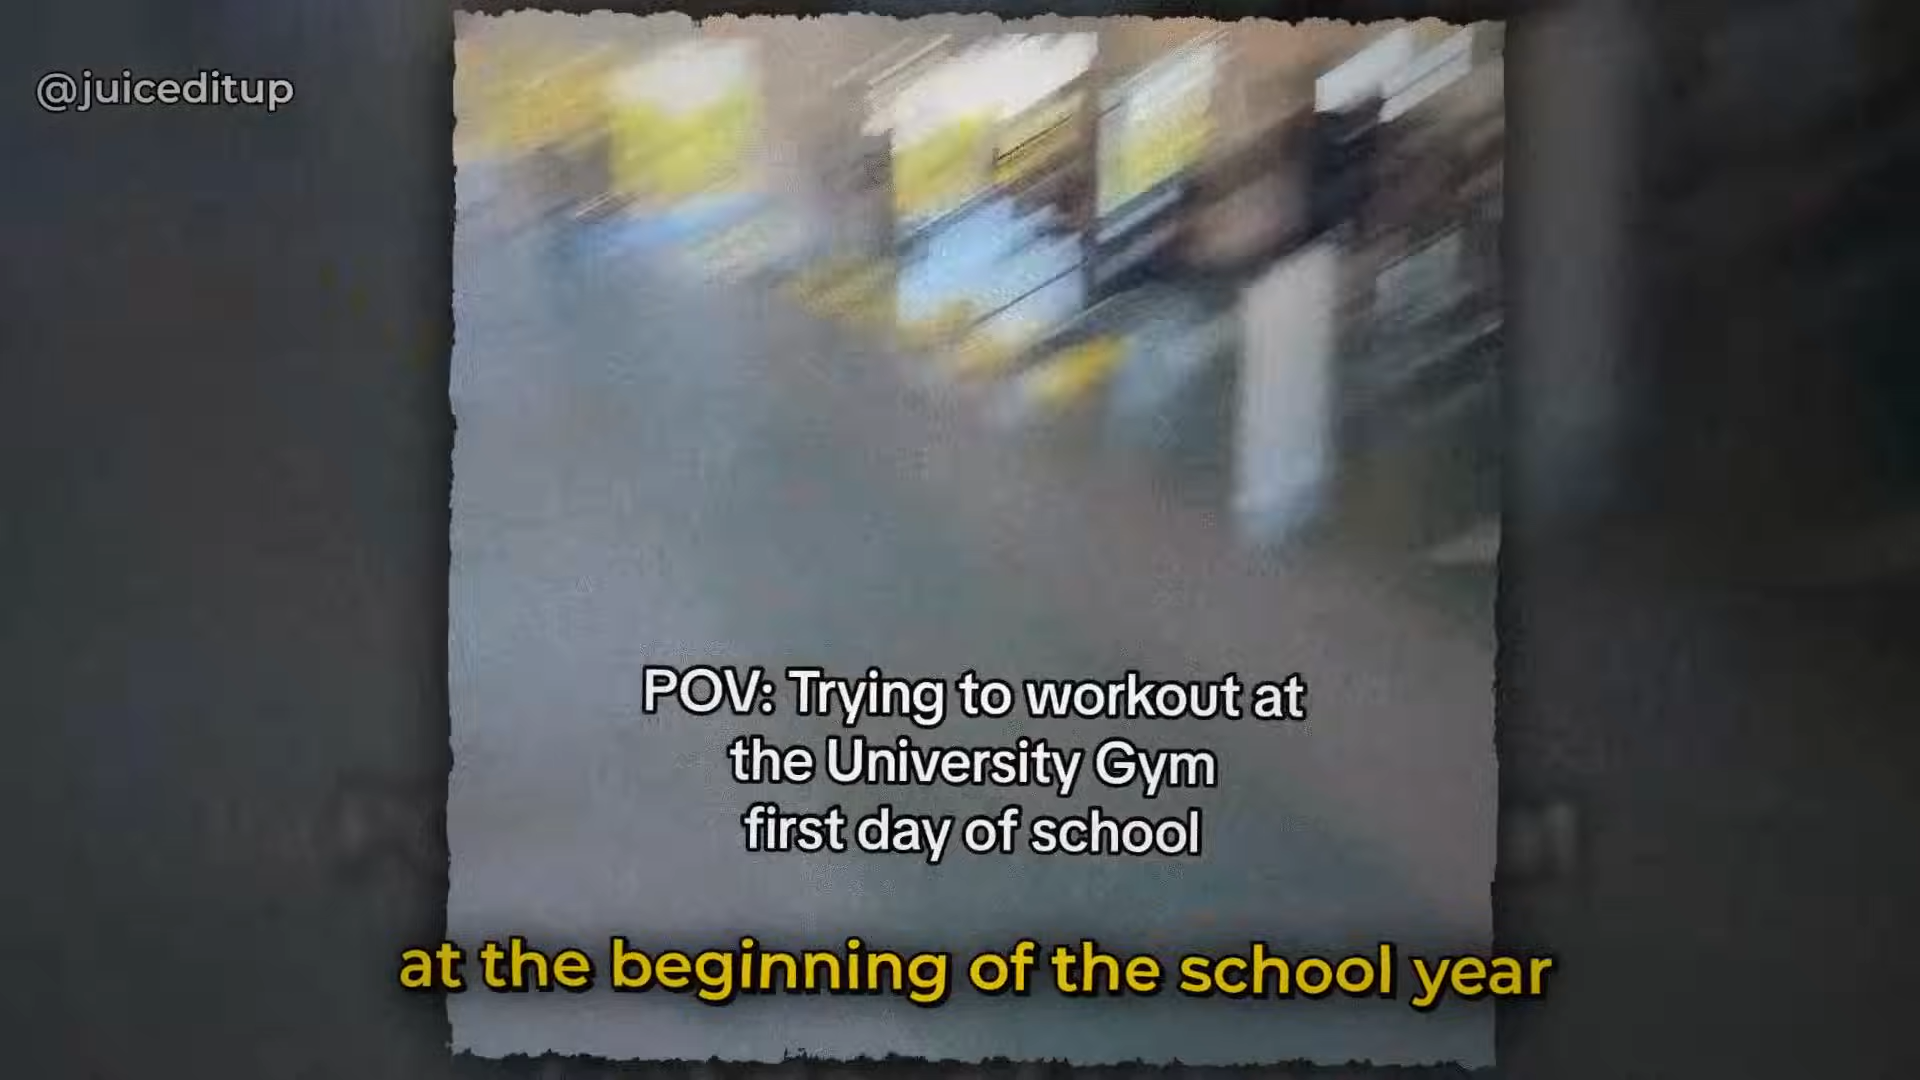 @juiceditup
POV: Trying to workout at
the University Gym
first day of school
at the beginning of the school year